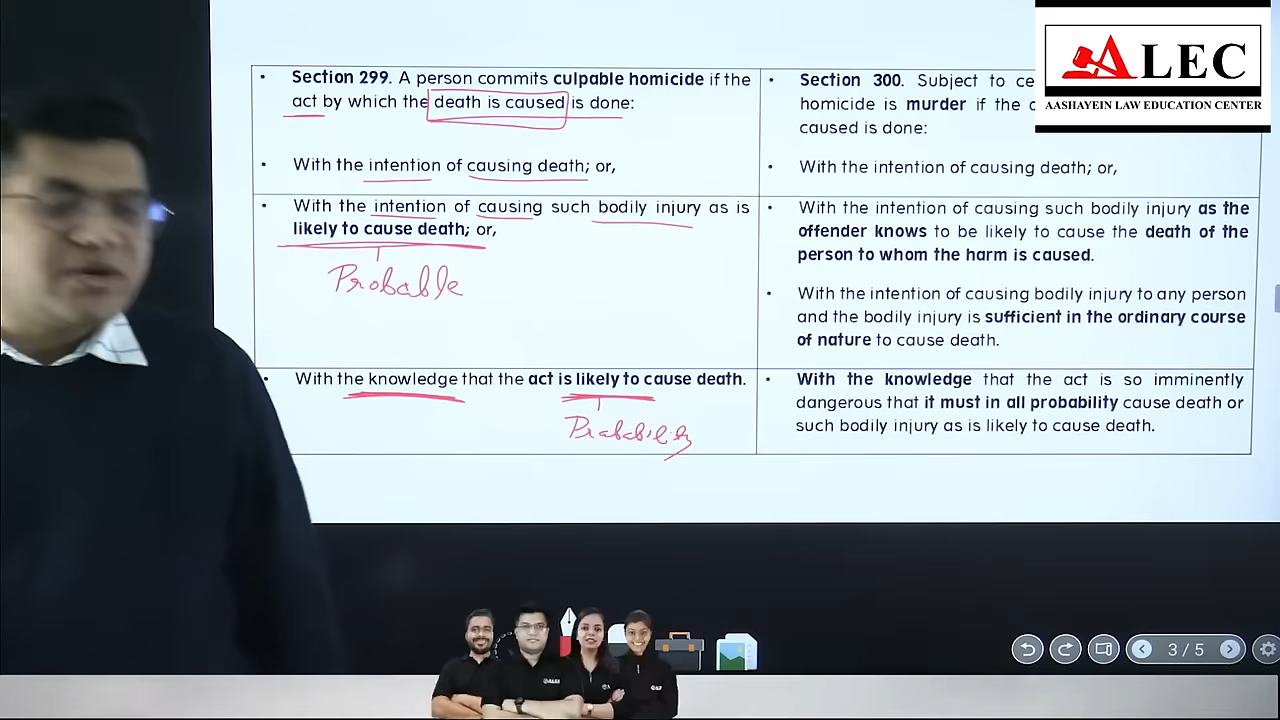 ALEC
AASHAYEIN LAW EDUCATION CENTER
• Section 299. A person commits culpable homicide if the
act by which the death is caused is done:
• With the intention of causing death; or,
• With the intention of causing such bodily injury as is
likely to cause death; or,
Probable
• With the knowledge that the act is likely to cause death.
Probability
• Section 300. Subject to ce
homicide is murder if the
caused is done:
• With the intention of causing death; or,
• With the intention of causing such bodily injury as the
offender knows to be likely to cause the death of the
person to whom the harm is caused.
• With the intention of causing bodily injury to any person
and the bodily injury is sufficient in the ordinary course
of nature to cause death.
• With the knowledge that the act is so imminently
dangerous that it must in all probability cause death or
such bodily injury as is likely to cause death.
3 / 5